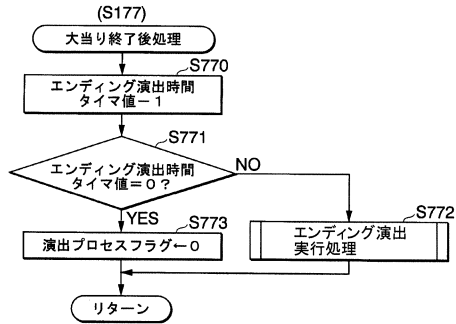 (S177)
大当り終了後処理
S770
エンディング演出時間
タイマ値－1
S771
エンディング演出時間
タイマ値＝0？
NO
YES
S773
演出プロセスフラグ←0
S772
エンディング演出
実行処理
リターン